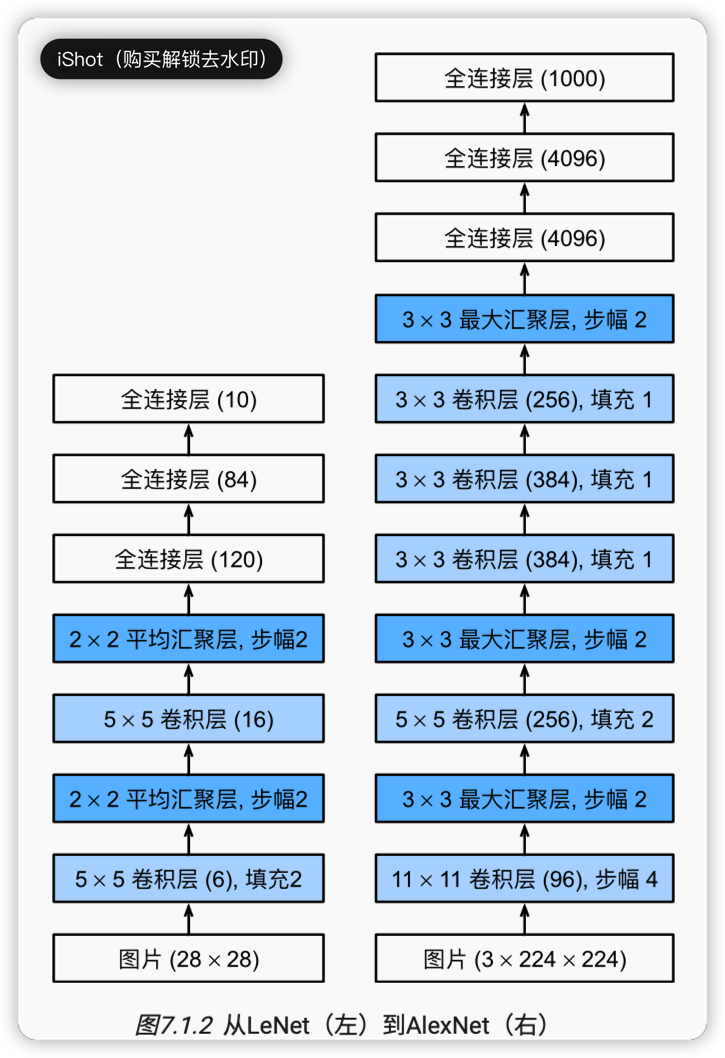 iShot（购买解锁去水印）
全连接层 (10)
全连接层 (84)
全连接层 (120)
2 × 2 平均汇聚层, 步幅2
5 × 5 卷积层 (16)
2 × 2 平均汇聚层, 步幅2
5 × 5 卷积层 (6), 填充2
图片 (28 × 28)
全连接层 (1000)
全连接层 (4096)
全连接层 (4096)
3 × 3 最大汇聚层, 步幅 2
3 × 3 卷积层 (256), 填充 1
3 × 3 卷积层 (384), 填充 1
3 × 3 卷积层 (384), 填充 1
3 × 3 最大汇聚层, 步幅 2
5 × 5 卷积层 (256), 填充 2
3 × 3 最大汇聚层, 步幅 2
11 × 11 卷积层 (96), 步幅 4
图片 (3 × 224 × 224)
图7.1.2 从LeNet（左）到AlexNet（右）